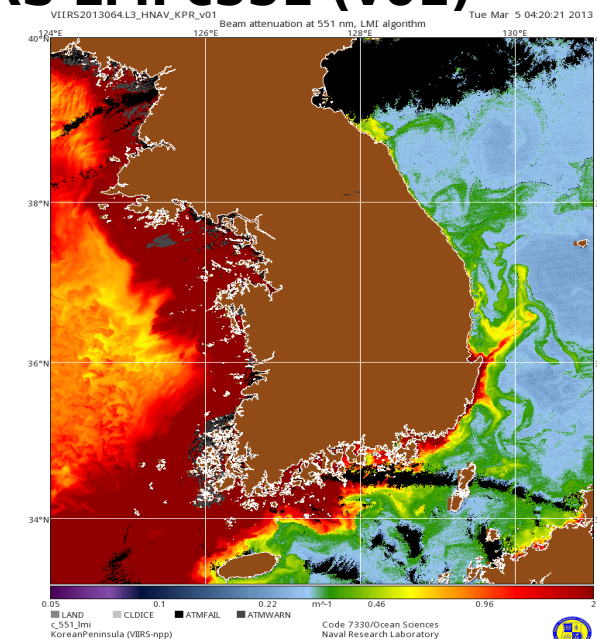 VIIRS2013064.L3_HNAV_KPR_v01
Tue Mar 5 04:20:21 2013
Beam attenuation at 551 nm, LMI algorithm
124°E 126°E 128°E 130°E
40°N
38°N
36°N
34°N
0.05 0.1 0.22 m^-1 0.46 0.96 2
LAND CLDICE ATMFAIL ATMWARN
c_551_lmi
KoreanPeninsula (VIIRS-npp)
Code 7330/Ocean Sciences
Naval Research Laboratory